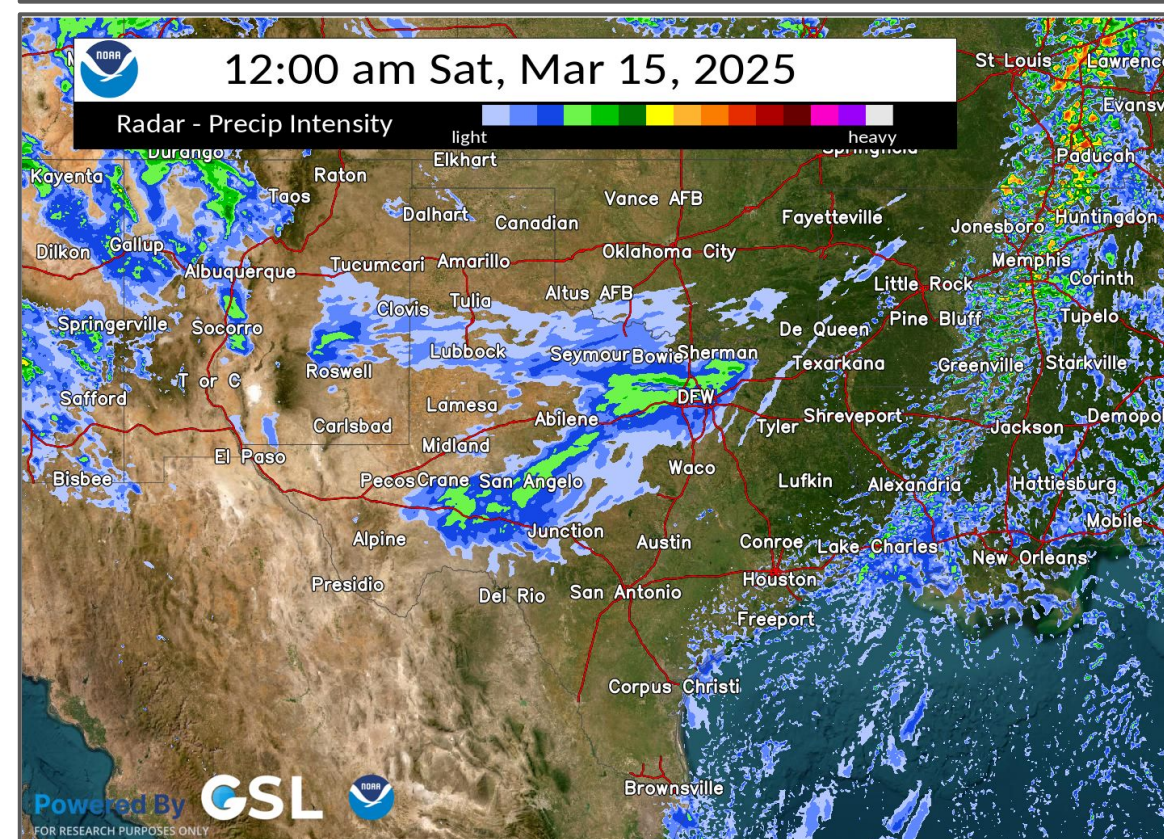 NOAA
12:00 am Sat, Mar 15, 2025
Radar - Precip Intensity
light
heavy
St Louis
Lawrence
Evansv
Durango
Elkhart
Springfield
Paducah
Kayenta
Raton
Taos
Dalhart
Canadian
Vance AFB
Fayetteville
Jonesboro
Huntingdon
Dilkon
Gallup
Albuquerque
Tucumcari
Amarillo
Oklahoma City
Memphis
Corinth
Little Rock
Clovis
Tulia
Altus AFB
Springerville
Socorro
De Queen
Pine Bluff
Tupelo
Lubbock
Seymour
Bowie
Sherman
Texarkana
Greenville
Starkville
Roswell
T or C
Safford
Lamesa
DFW
Carlsbad
Abilene
Tyler
Shreveport
Jackson
Demopol
Midland
El Paso
Waco
Bisbee
Pecos
Crane
San Angelo
Lufkin
Alexandria
Hattiesburg
Mobile
Alpine
Junction
Austin
Conroe
Lake Charles
New Orleans
Presidio
Del Rio
San Antonio
Houston
Freeport
Corpus Christi
Brownsville
Powered By GSL NOAA
FOR RESEARCH PURPOSES ONLY